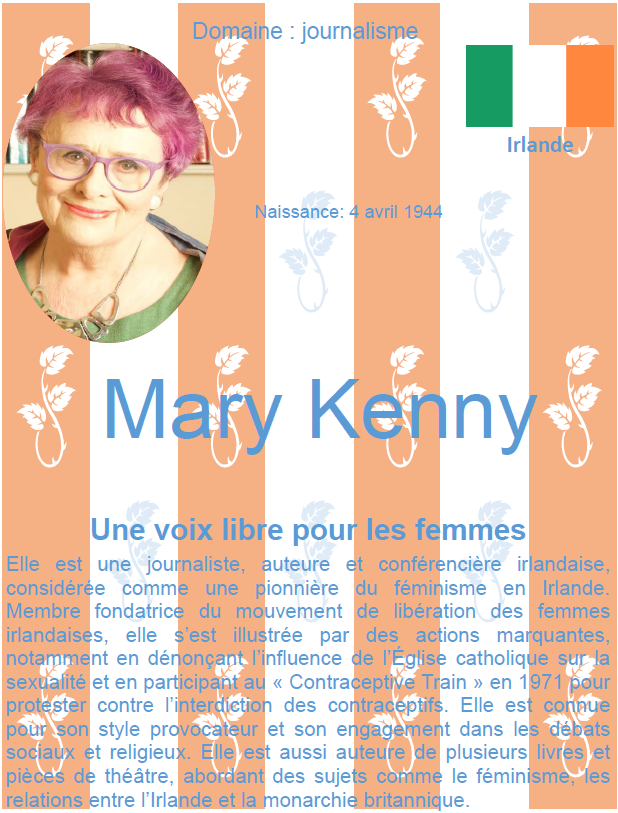 Domaine : journalisme
Irlande
Naissance: 4 avril 1944
Mary Kenny
Une voix libre pour les femmes
Elle est une journaliste, auteure et conférencière irlandaise,
considérée comme une pionnière du féminisme en Irlande.
Membre fondatrice du mouvement de libération des femmes
irlandaises, elle s’est illustrée par des actions marquantes,
notamment en dénonçant l’influence de l’Église catholique sur la
sexualité et en participant au « Contraceptive Train » en 1971 pour
protester contre l’interdiction des contraceptifs. Elle est connue
pour son style provocateur et son engagement dans les débats
sociaux et religieux. Elle est aussi auteure de plusieurs livres et
pièces de théâtre, abordant des sujets comme le féminisme, les
relations entre l’Irlande et la monarchie britannique.